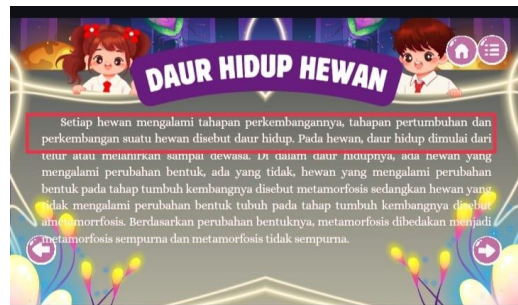 DAUR HIDUP HEWAN
Setiap hewan mengalami tahapan perkembangannya, tahapan pertumbuhan dan
perkembangan suatu hewan disebut daur hidup. Pada hewan, daur hidup dimulai dari
telur atau melahirkan sampai dewasa. Di dalam daur hidupnya, ada hewan yang
mengalami perubahan bentuk, ada yang tidak, hewan yang mengalami perubahan
bentuk pada tahap tumbuh kembangnya disebut metamorfosis sedangkan hewan yang
tidak mengalami perubahan bentuk tubuh pada tahap tumbuh kembangnya disebut
ametamorrfosis. Berdasarkan perubahan bentuknya, metamorfosis dibedakan menjadi
metamorfosis sempurna dan metamorfosis tidak sempurna.